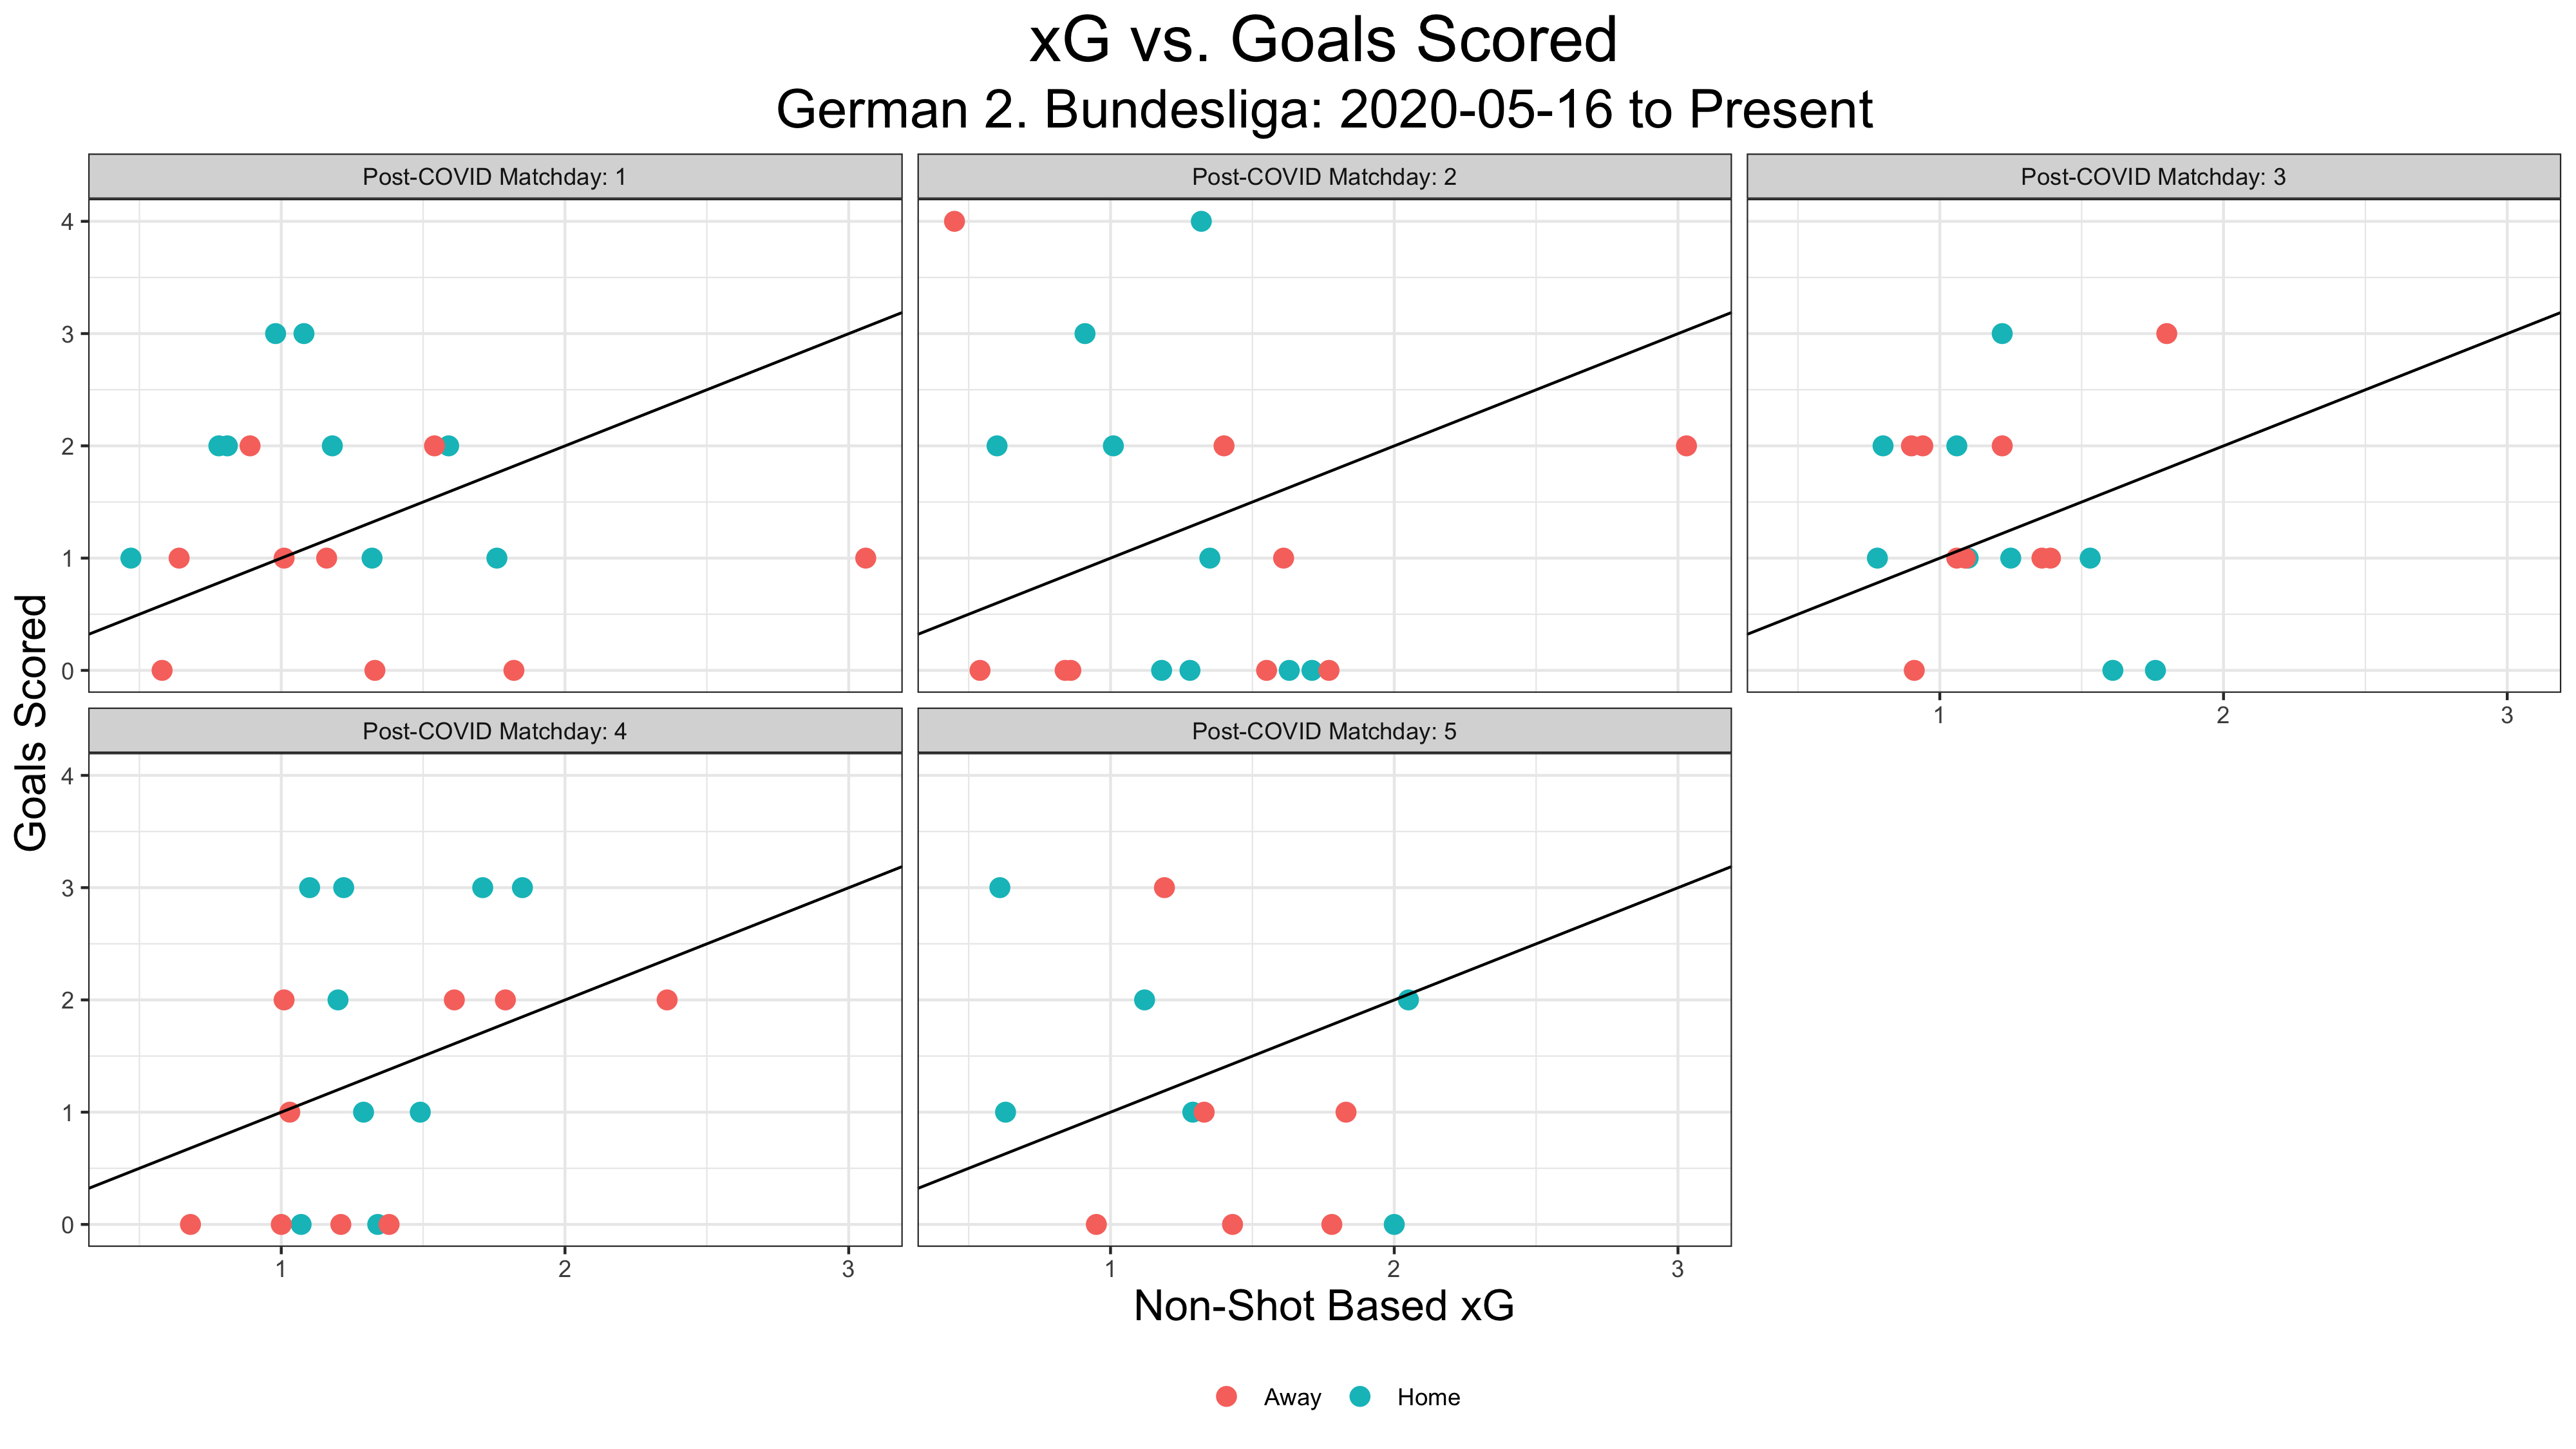 xG vs. Goals Scored
German 2. Bundesliga: 2020-05-16 to Present
Post-COVID Matchday: 1
Post-COVID Matchday: 2
Post-COVID Matchday: 3
4
3
2
1
0
1
2
3
Goals Scored
Post-COVID Matchday: 4
Post-COVID Matchday: 5
4
3
2
1
0
1
2
3
1
2
3
Non-Shot Based xG
Away
Home